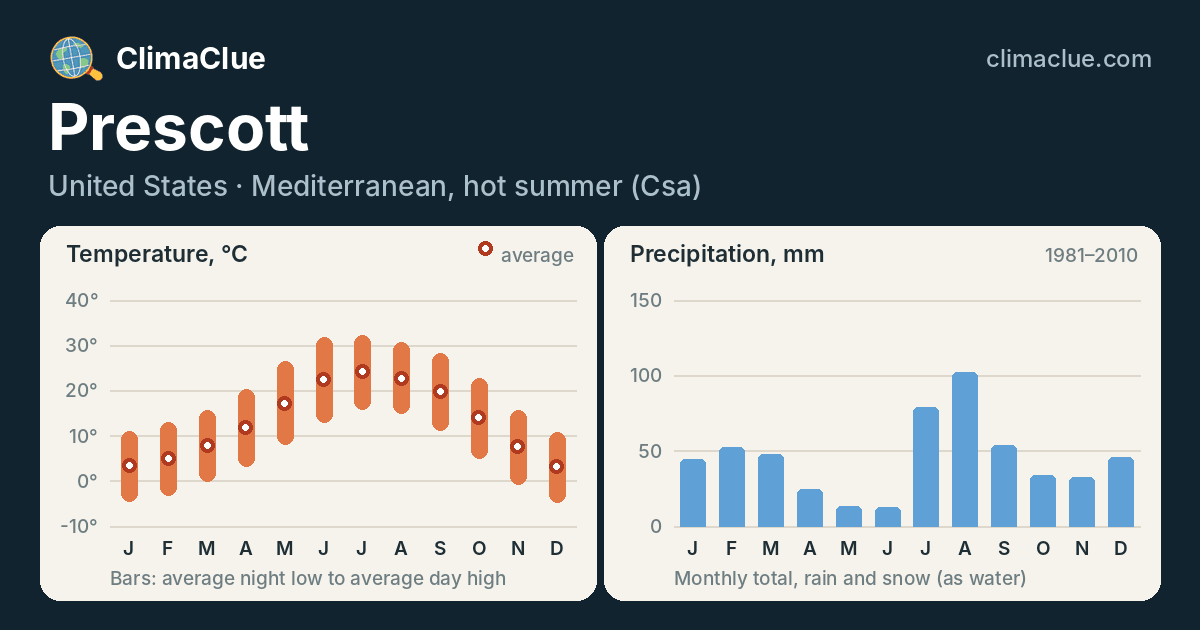 ClimaClue
climaclue.com
Prescott
United States · Mediterranean, hot summer (Csa)
Temperature, °C
average
40°
30°
20°
10°
0°
-10°
J F M A M J J A S O N D
Bars: average night low to average day high
Precipitation, mm
1981–2010
150
100
50
0
J F M A M J J A S O N D
Monthly total, rain and snow (as water)